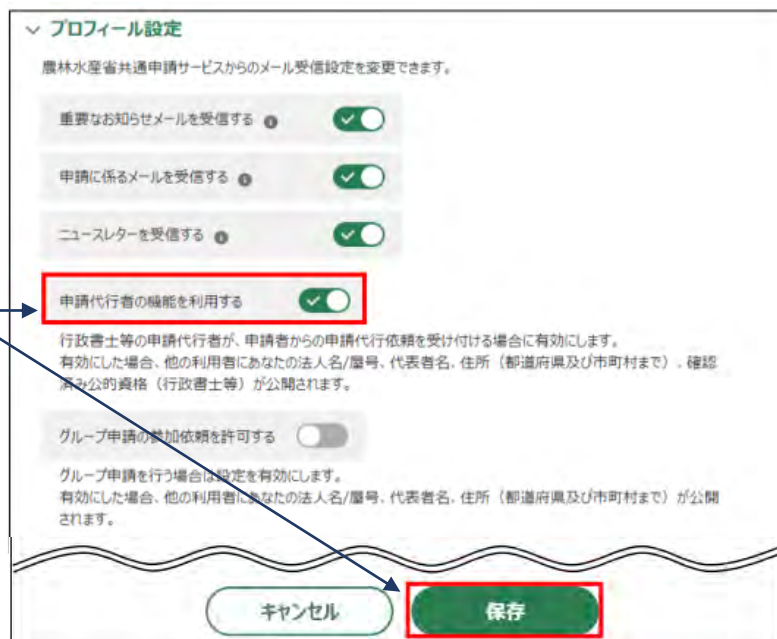 プロフィール設定
農林水産省共通申請サービスからのメール受信設定を変更できます。
重要なお知らせメールを受信する
申請に係るメールを受信する
ニュースレターを受信する
申請代行者の機能を利用する
行政書士等の申請代行者が、申請者からの申請代行依頼を受け付ける場合に有効にします。
有効にした場合、他の利用者にあなたの法人名/屋号、代表者名、住所（都道府県及び市町村まで）、確認
済み公的資格（行政書士等）が公開されます。
グループ申請の参加依頼を許可する
グループ申請を行う場合は設定を有効にします。
有効にした場合、他の利用者にあなたの法人名/屋号、代表者名、住所（都道府県及び市町村まで）が公開
されます。
キャンセル
保存